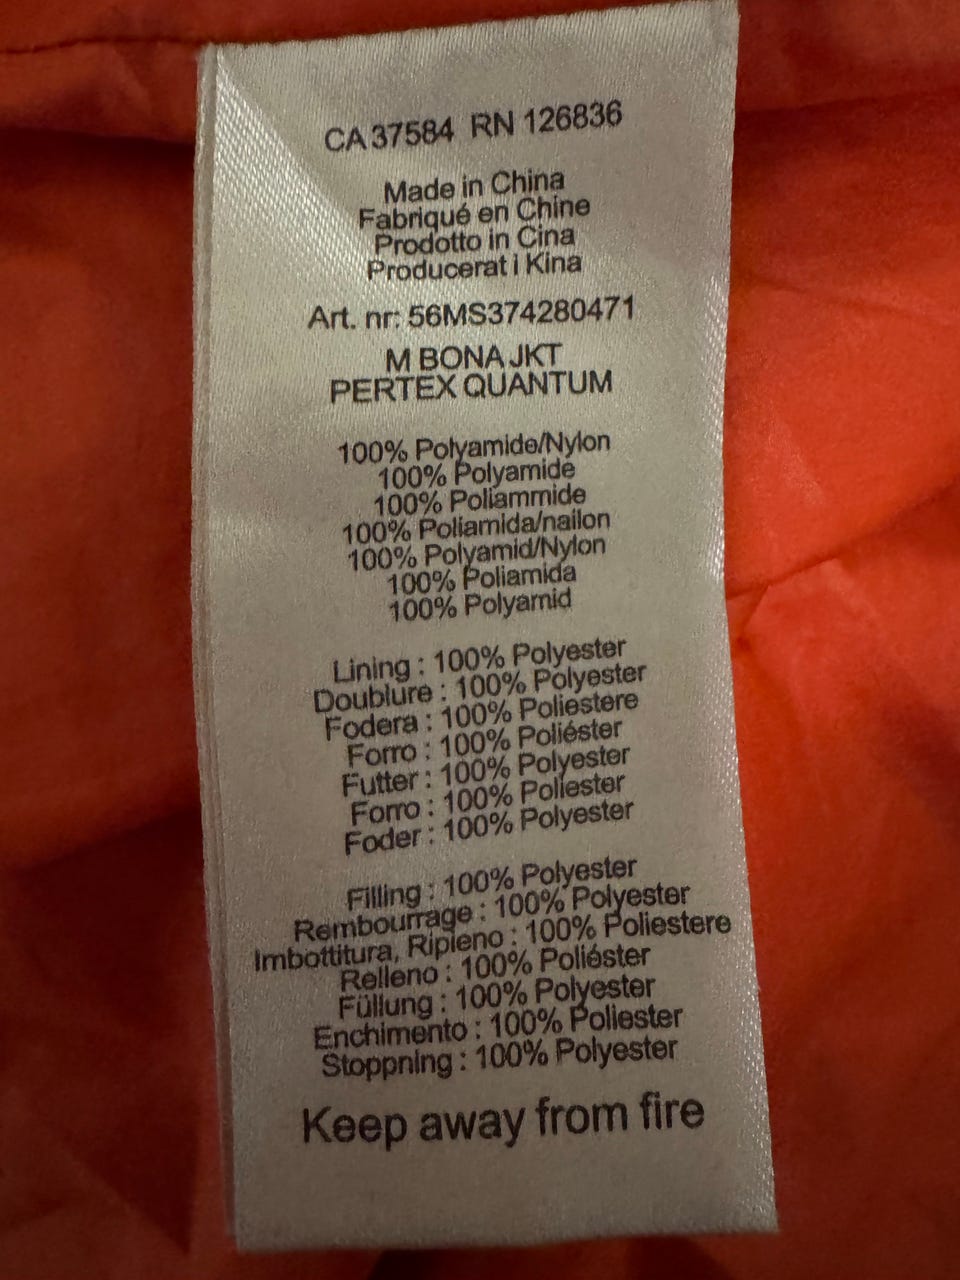 CA 37584 RN 126836
Made in China
Fabriqué en Chine
Prodotto in Cina
Producerat i Kina
Art. nr: 56MS374280471
M BONA JKT
PERTEX QUANTUM
100% Polyamide/Nylon
100% Polyamide
100% Poliammide
100% Poliamida/nailon
100% Polyamid/Nylon
100% Poliamida
100% Polyamid
Lining : 100% Polyester
Doublure : 100% Polyester
Fodera : 100% Poliestere
Forro : 100% Poliéster
Futter : 100% Polyester
Forro : 100% Poliester
Foder : 100% Polyester
Filling : 100% Polyester
Rembourrage : 100% Polyester
Imbottitura, Ripieno : 100% Poliestere
Relleno : 100% Poliéster
Füllung : 100% Polyester
Enchimento : 100% Poliester
Stoppning : 100% Polyester
Keep away from fire